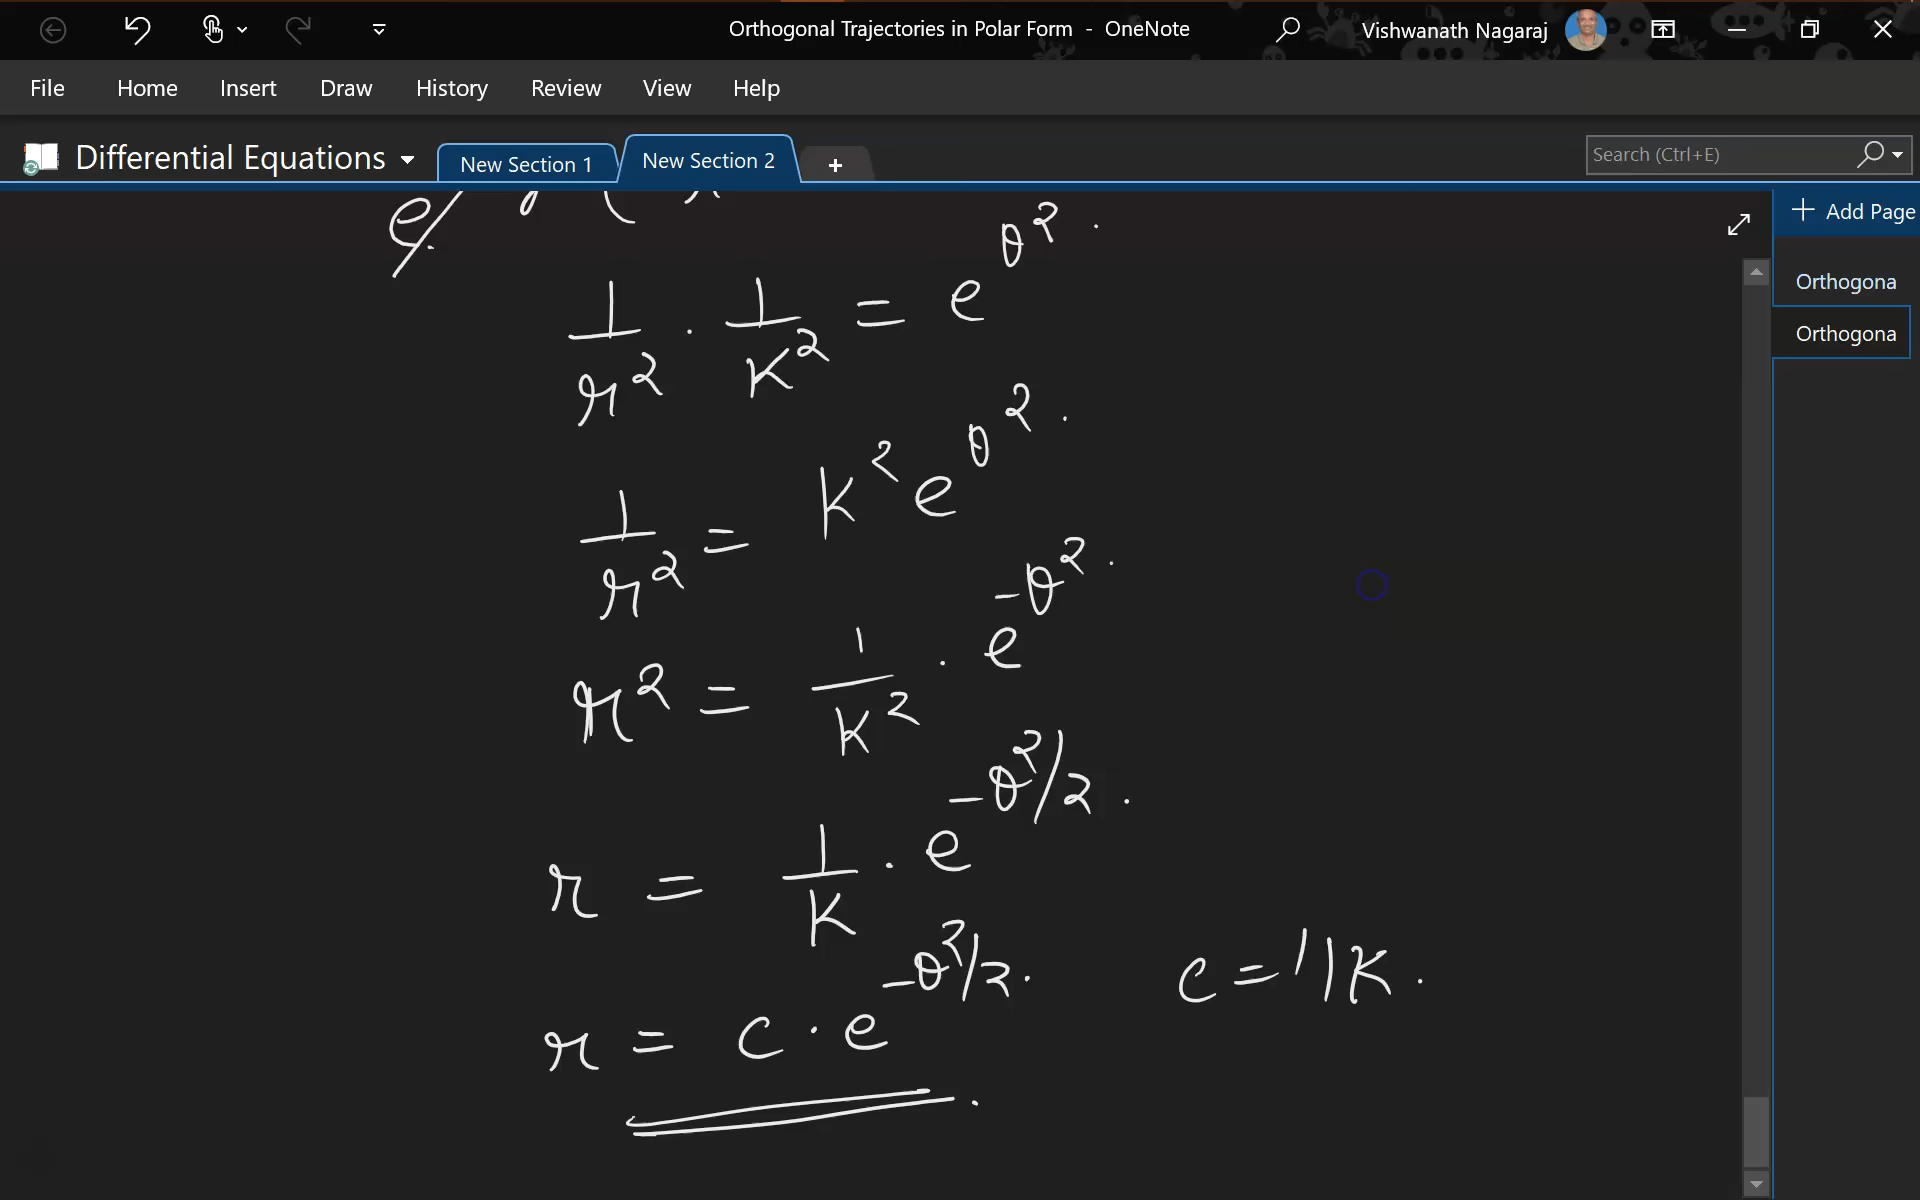 Orthogonal Trajectories in Polar Form - OneNote
Vishwanath Nagaraj
File Home Insert Draw History Review View Help
Differential Equations
New Section 1
New Section 2
+
Search (Ctrl+E)
Add Page
Orthogona
Orthogona
1/r² · 1/K² = e^θ² .
1/r² = K² e^θ² .
r² = 1/K² · e^-θ² .
r = 1/K · e^-θ²/2 .
r = c · e^-θ²/2 . c = 1/K .